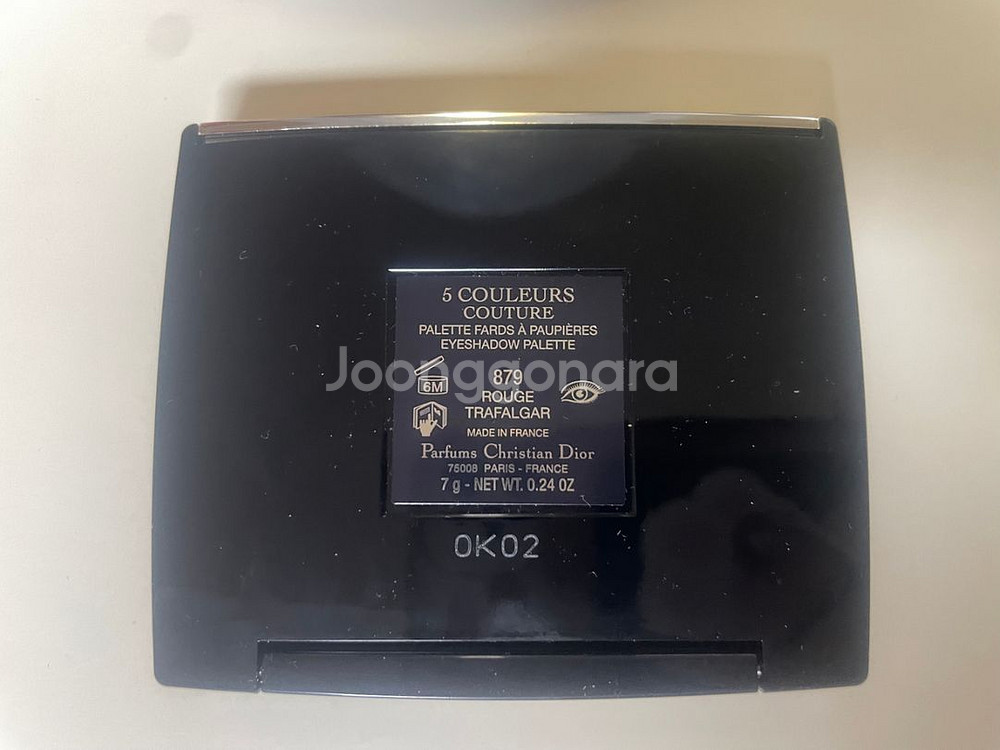 5 COULEURS
COUTURE
PALETTE FARDS À PAUPIÈRES
EYESHADOW PALETTE
Joonggonara
6M
879
ROUGE
TRAFALGAR
MADE IN FRANCE
Parfums Christian Dior
75008 PARIS - FRANCE
7 g - NET WT. 0.24 OZ
0K02